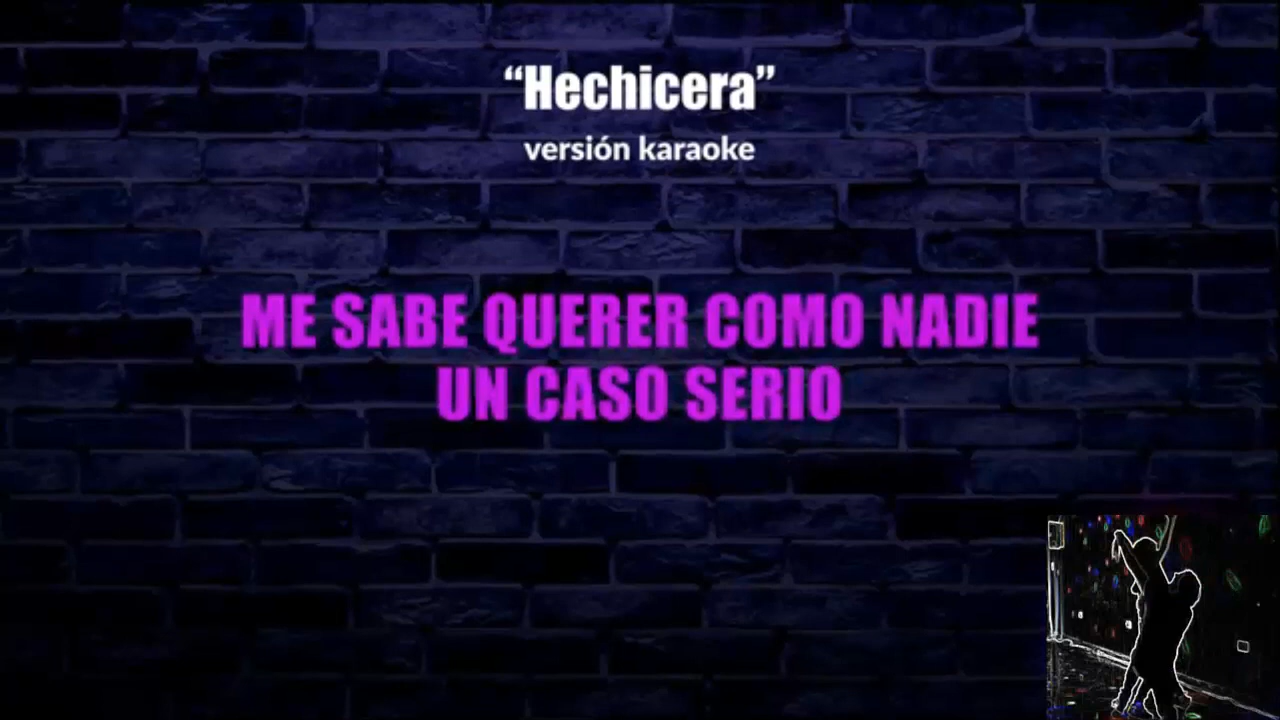 “Hechicera”
versión karaoke
ME SABE QUERER COMO NADIE
UN CASO SERIO